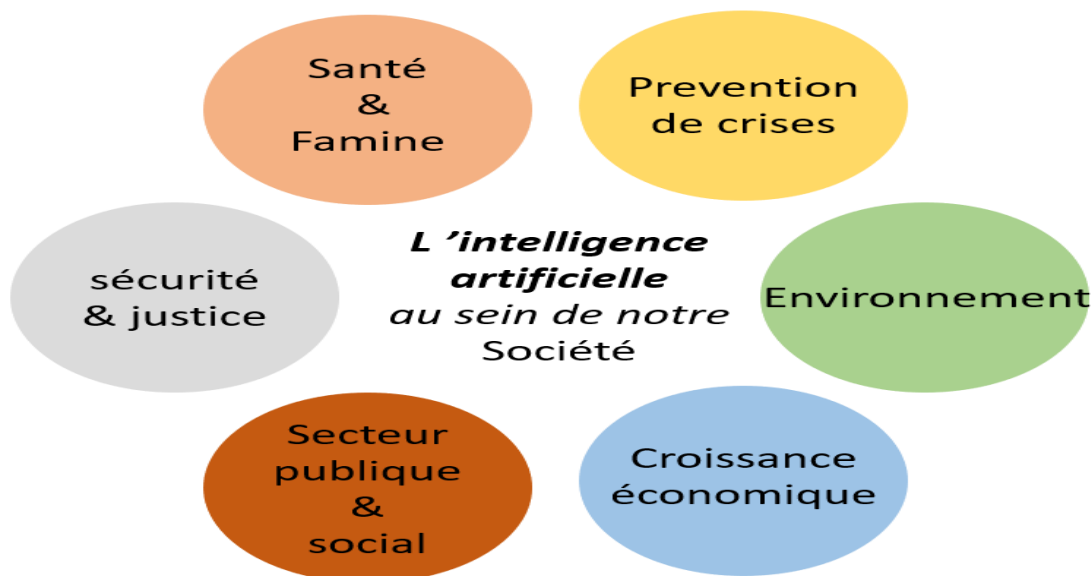 Santé
&
Famine
Prevention
de crises
L ’intelligence
artificielle
au sein de notre
Société
sécurité
& justice
Environnement
Secteur
publique
&
social
Croissance
économique